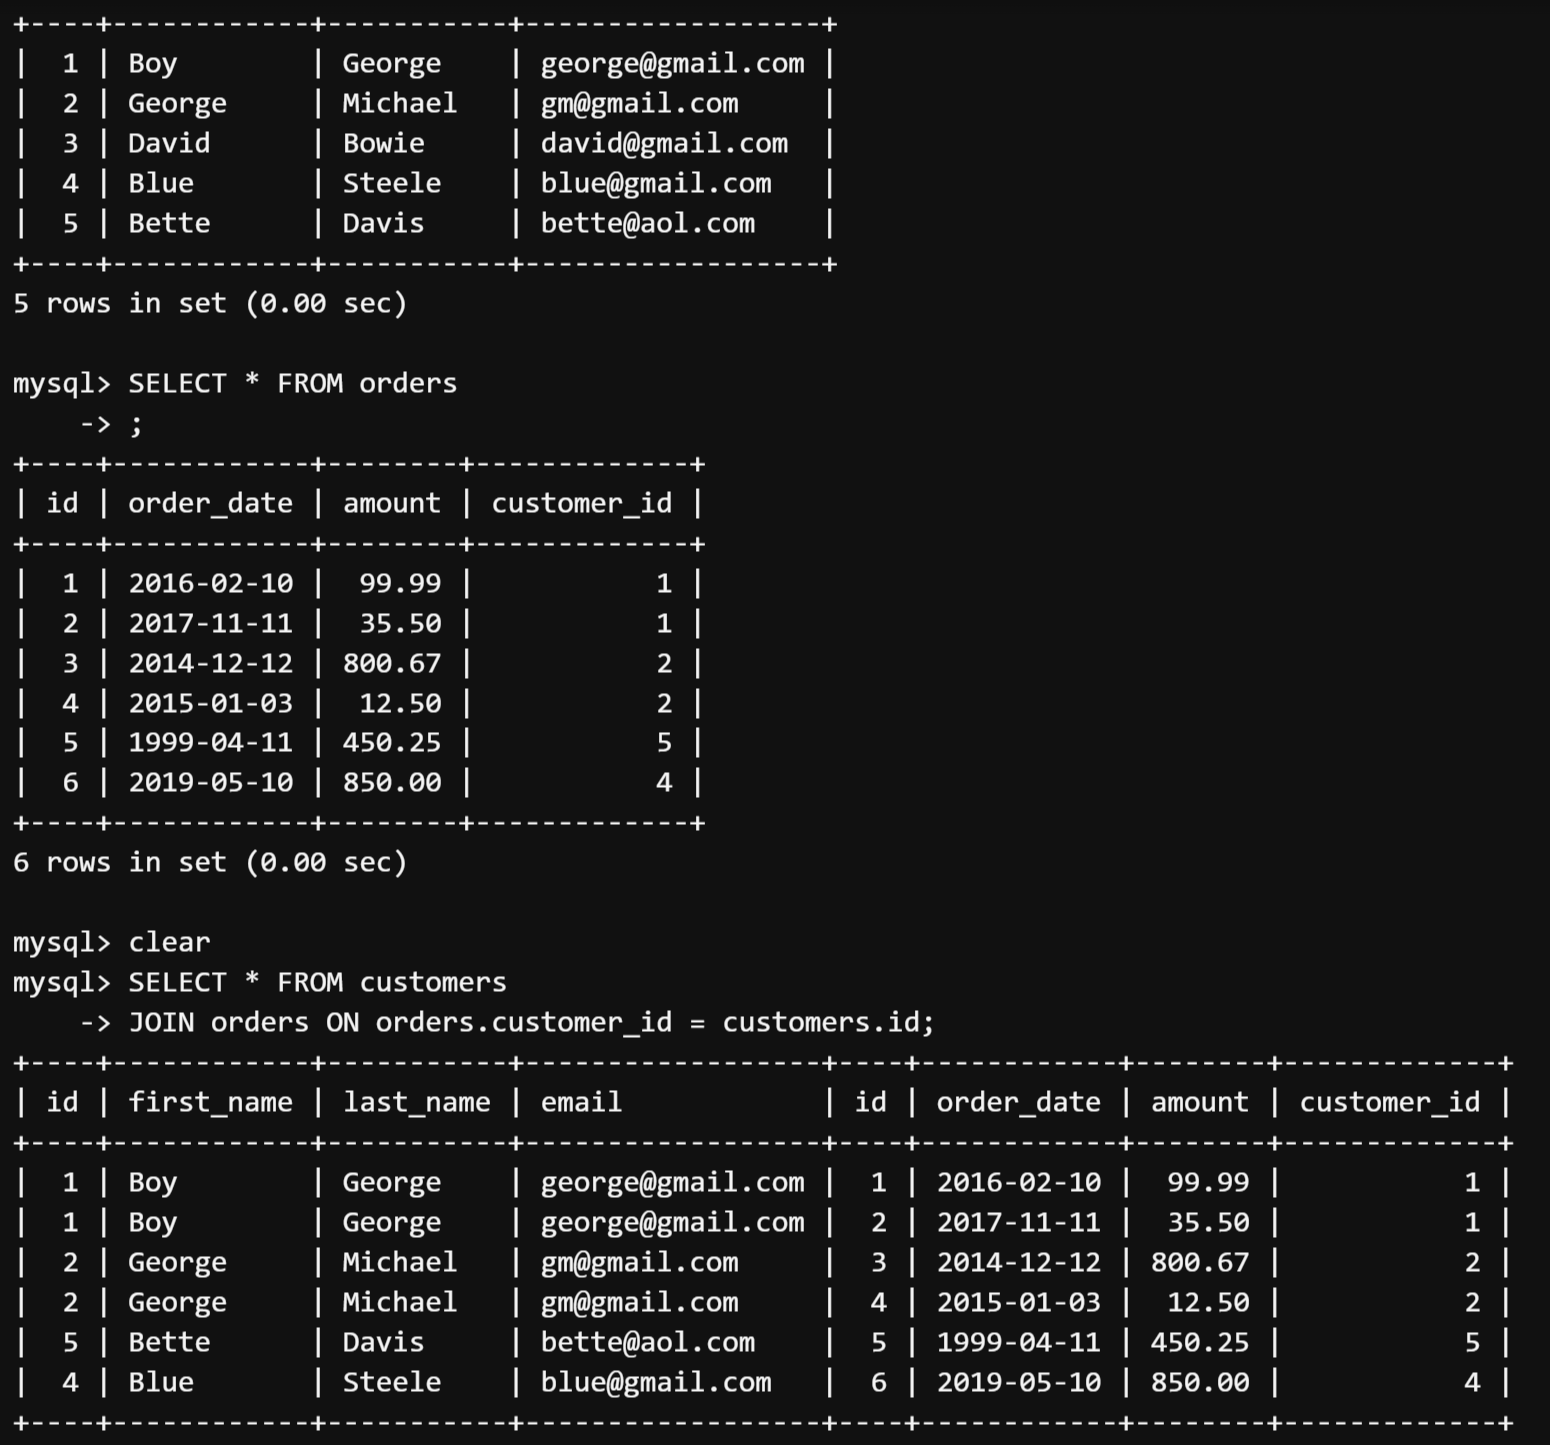 +----+------------+-----------+------------------+
|  1 | Boy        | George    | george@gmail.com |
|  2 | George     | Michael   | gm@gmail.com     |
|  3 | David      | Bowie     | david@gmail.com  |
|  4 | Blue       | Steele    | blue@gmail.com   |
|  5 | Bette      | Davis     | bette@aol.com    |
+----+------------+-----------+------------------+
5 rows in set (0.00 sec)

mysql> SELECT * FROM orders
    -> ;
+----+------------+--------+-------------+
| id | order_date | amount | customer_id |
+----+------------+--------+-------------+
|  1 | 2016-02-10 |  99.99 |           1 |
|  2 | 2017-11-11 |  35.50 |           1 |
|  3 | 2014-12-12 | 800.67 |           2 |
|  4 | 2015-01-03 |  12.50 |           2 |
|  5 | 1999-04-11 | 450.25 |           5 |
|  6 | 2019-05-10 | 850.00 |           4 |
+----+------------+--------+-------------+
6 rows in set (0.00 sec)

mysql> clear
mysql> SELECT * FROM customers
    -> JOIN orders ON orders.customer_id = customers.id;
+----+------------+-----------+------------------+----+------------+--------+-------------+
| id | first_name | last_name | email            | id | order_date | amount | customer_id |
+----+------------+-----------+------------------+----+------------+--------+-------------+
|  1 | Boy        | George    | george@gmail.com |  1 | 2016-02-10 |  99.99 |           1 |
|  1 | Boy        | George    | george@gmail.com |  2 | 2017-11-11 |  35.50 |           1 |
|  2 | George     | Michael   | gm@gmail.com     |  3 | 2014-12-12 | 800.67 |           2 |
|  2 | George     | Michael   | gm@gmail.com     |  4 | 2015-01-03 |  12.50 |           2 |
|  5 | Bette      | Davis     | bette@aol.com    |  5 | 1999-04-11 | 450.25 |           5 |
|  4 | Blue       | Steele    | blue@gmail.com   |  6 | 2019-05-10 | 850.00 |           4 |
+----+------------+-----------+------------------+----+------------+--------+-------------+